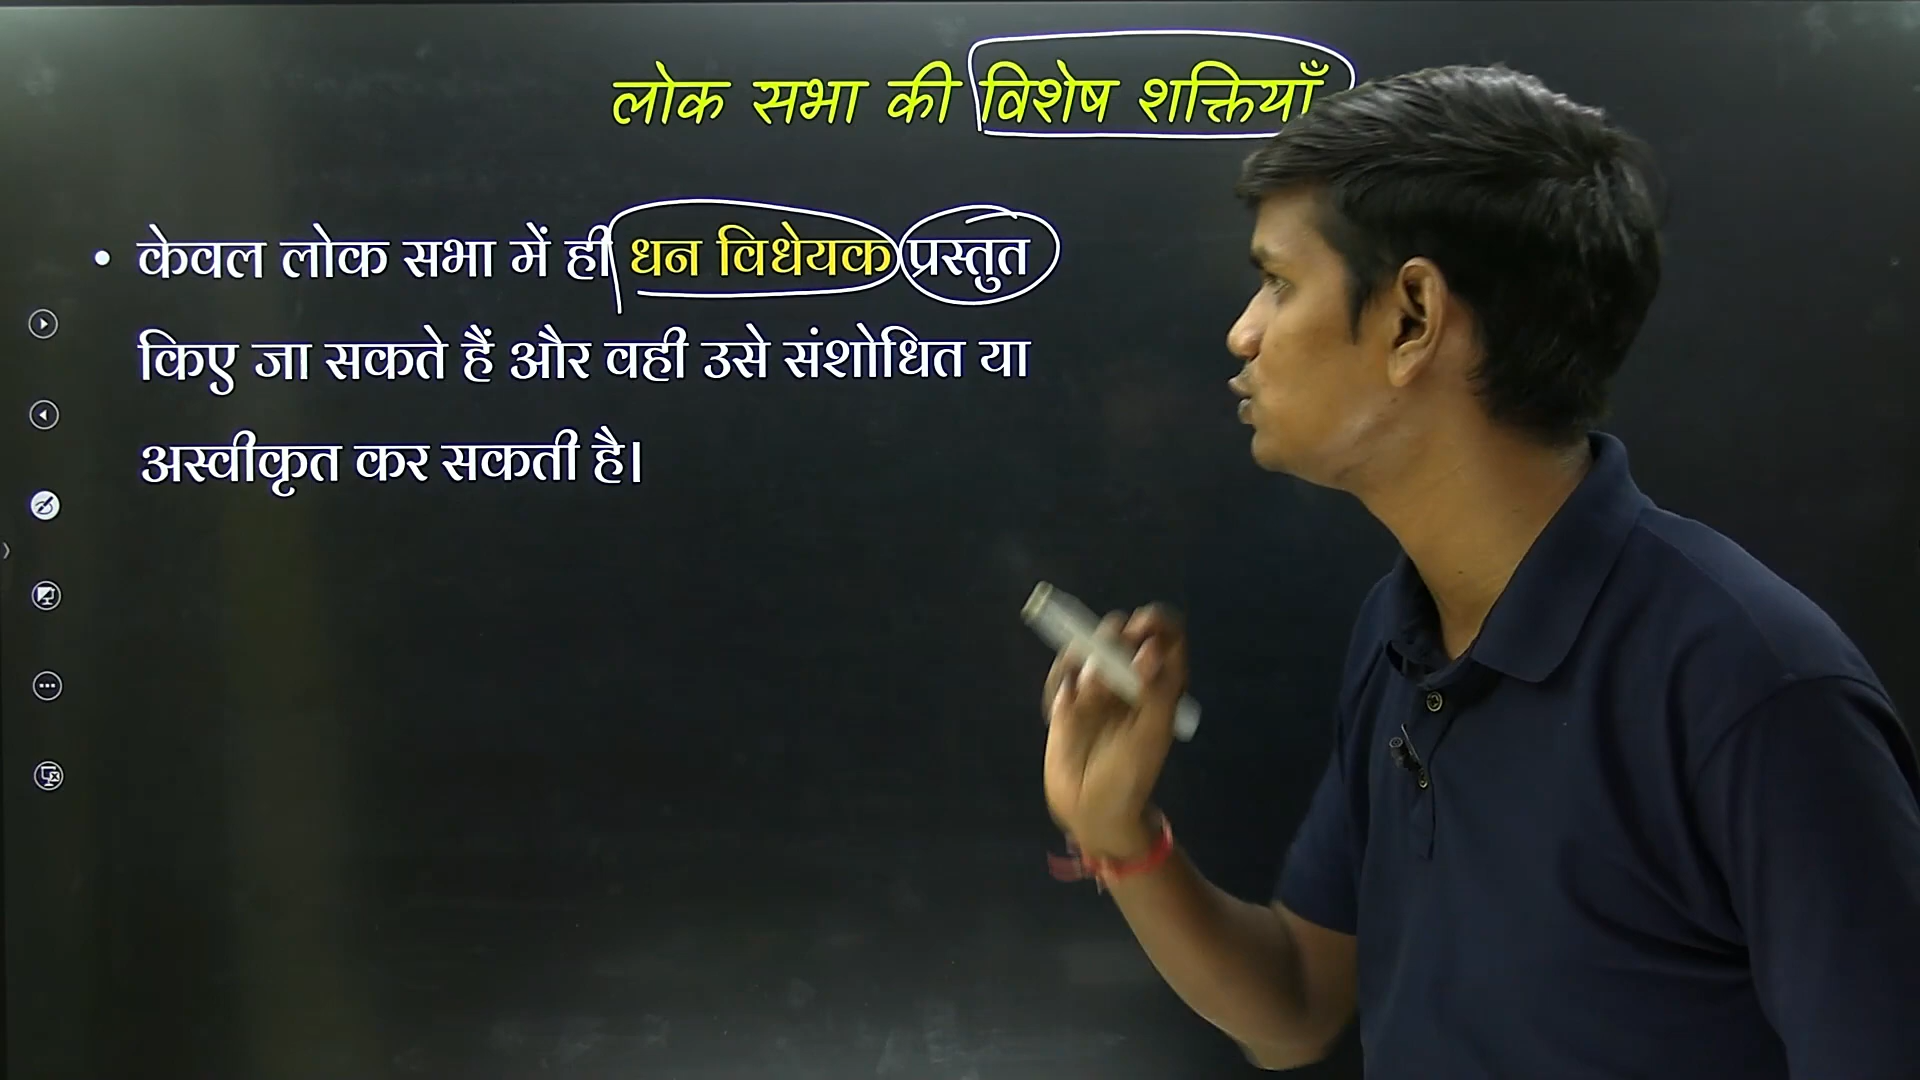 लोक सभा की विशेष शक्तियाँ
• केवल लोक सभा में ही धन विधेयक प्रस्तुत
किए जा सकते हैं और वही उसे संशोधित या
अस्वीकृत कर सकती है।